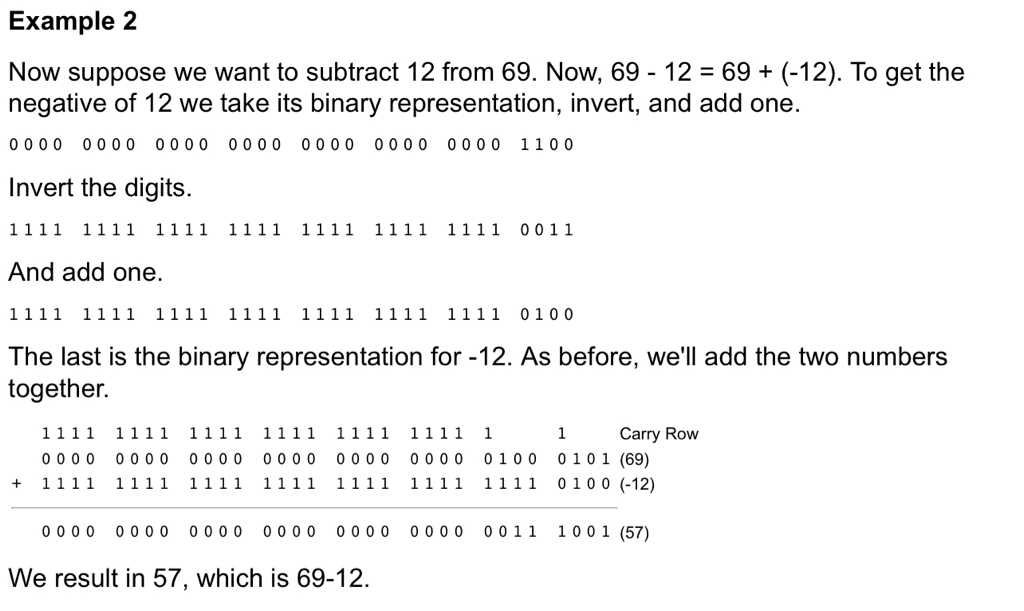 Example 2
Now suppose we want to subtract 12 from 69. Now, 69 - 12 = 69 + (-12). To get the
negative of 12 we take its binary representation, invert, and add one.
0000 0000 0000 0000 0000 0000 0000 1100
Invert the digits.
1111 1111 1111 1111 1111 1111 1111 0011
And add one.
1111 1111 1111 1111 1111 1111 1111 0100
The last is the binary representation for -12. As before, we'll add the two numbers
together.
1111 1111 1111 1111 1111 1111 1 1 Carry Row
0000 0000 0000 0000 0000 0000 0100 0101 (69)
+ 1111 1111 1111 1111 1111 1111 1111 0100 (-12)
0000 0000 0000 0000 0000 0000 0011 1001 (57)
We result in 57, which is 69-12.